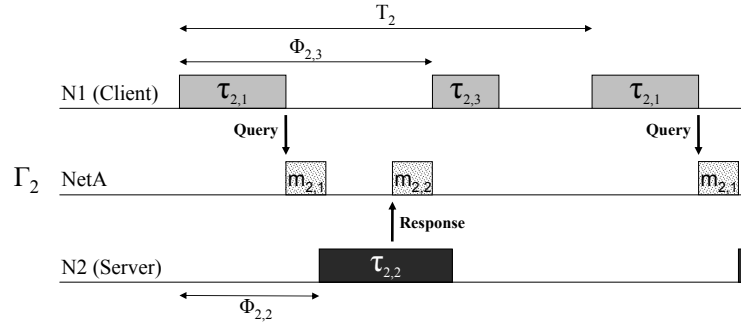 T2
Φ2,3
N1 (Client) τ2,1 τ2,3 τ2,1
Query Query
Γ2 NetA m2,1 m2,2 m2,1
Response
N2 (Server) τ2,2
Φ2,2